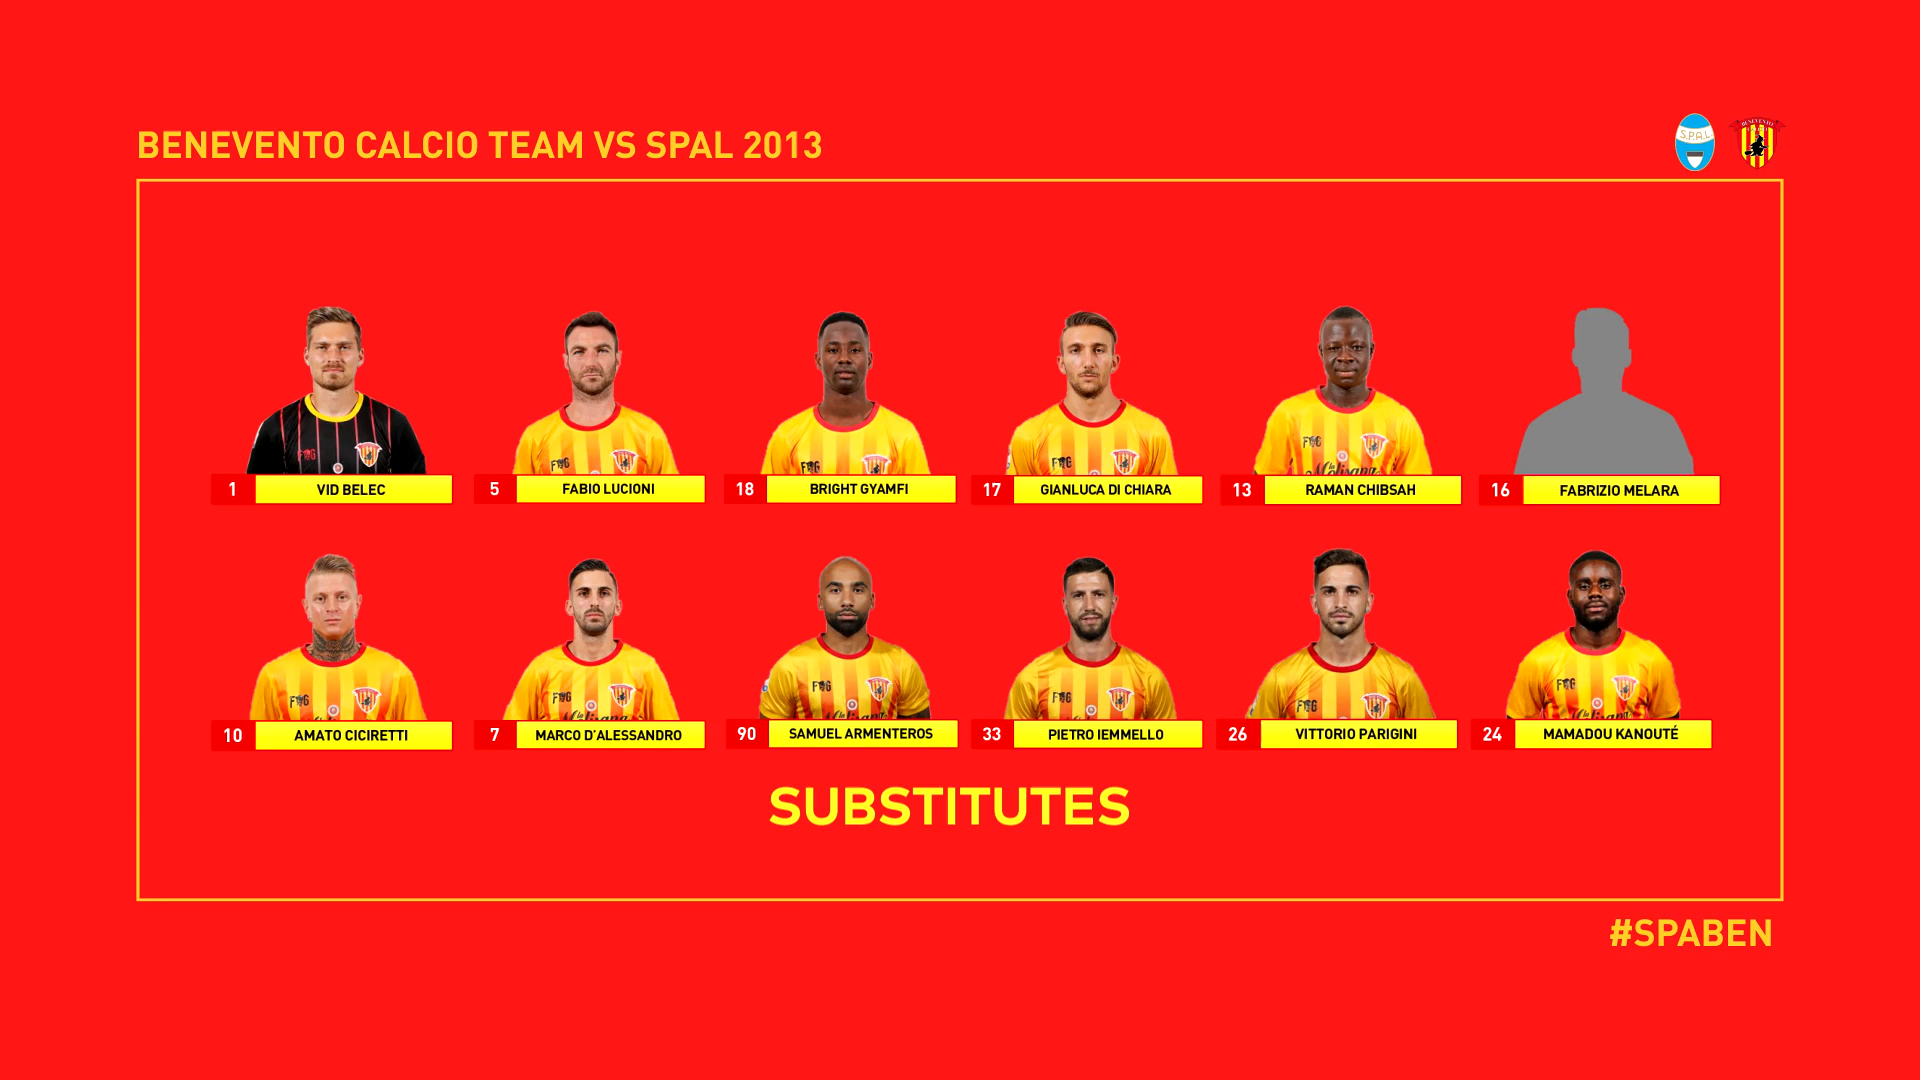 BENEVENTO CALCIO TEAM VS SPAL 2013
S.P.A.L.
BENEVENTO
1 VID BELEC
5 FABIO LUCIONI
18 BRIGHT GYAMFI
17 GIANLUCA DI CHIARA
13 RAMAN CHIBSAH
16 FABRIZIO MELARA
10 AMATO CICIRETTI
7 MARCO D'ALESSANDRO
90 SAMUEL ARMENTEROS
33 PIETRO IEMMELLO
26 VITTORIO PARIGINI
24 MAMADOU KANOUTÉ
SUBSTITUTES
#SPABEN